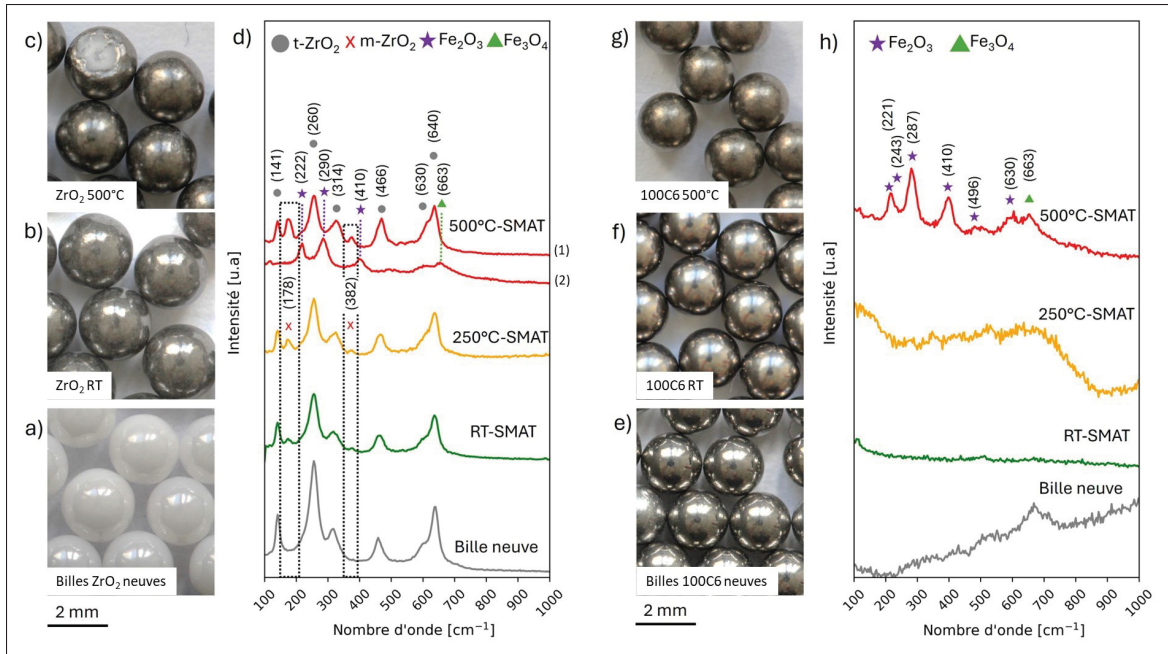 c)
ZrO₂ 500°C
b)
ZrO₂ RT
a)
Billes ZrO₂ neuves
2 mm
d)
t-ZrO₂
x m-ZrO₂
★ Fe₂O₃
▲ Fe₃O₄
(141)
(222)
(260)
(290)
(314)
(410)
(466)
(630)
(640)
(663)
500°C-SMAT
(1)
(2)
(178)
(382)
x
x
250°C-SMAT
RT-SMAT
Bille neuve
Intensité [u.a]
100 200 300 400 500 600 700 800 900 1000
Nombre d'onde [cm⁻¹]
g)
100C6 500°C
f)
100C6 RT
e)
Billes 100C6 neuves
2 mm
h)
★ Fe₂O₃
▲ Fe₃O₄
(221)
(243)
(287)
(410)
(496)
(630)
(663)
500°C-SMAT
250°C-SMAT
RT-SMAT
Bille neuve
Intensité [u.a]
100 200 300 400 500 600 700 800 900 1000
Nombre d'onde [cm⁻¹]